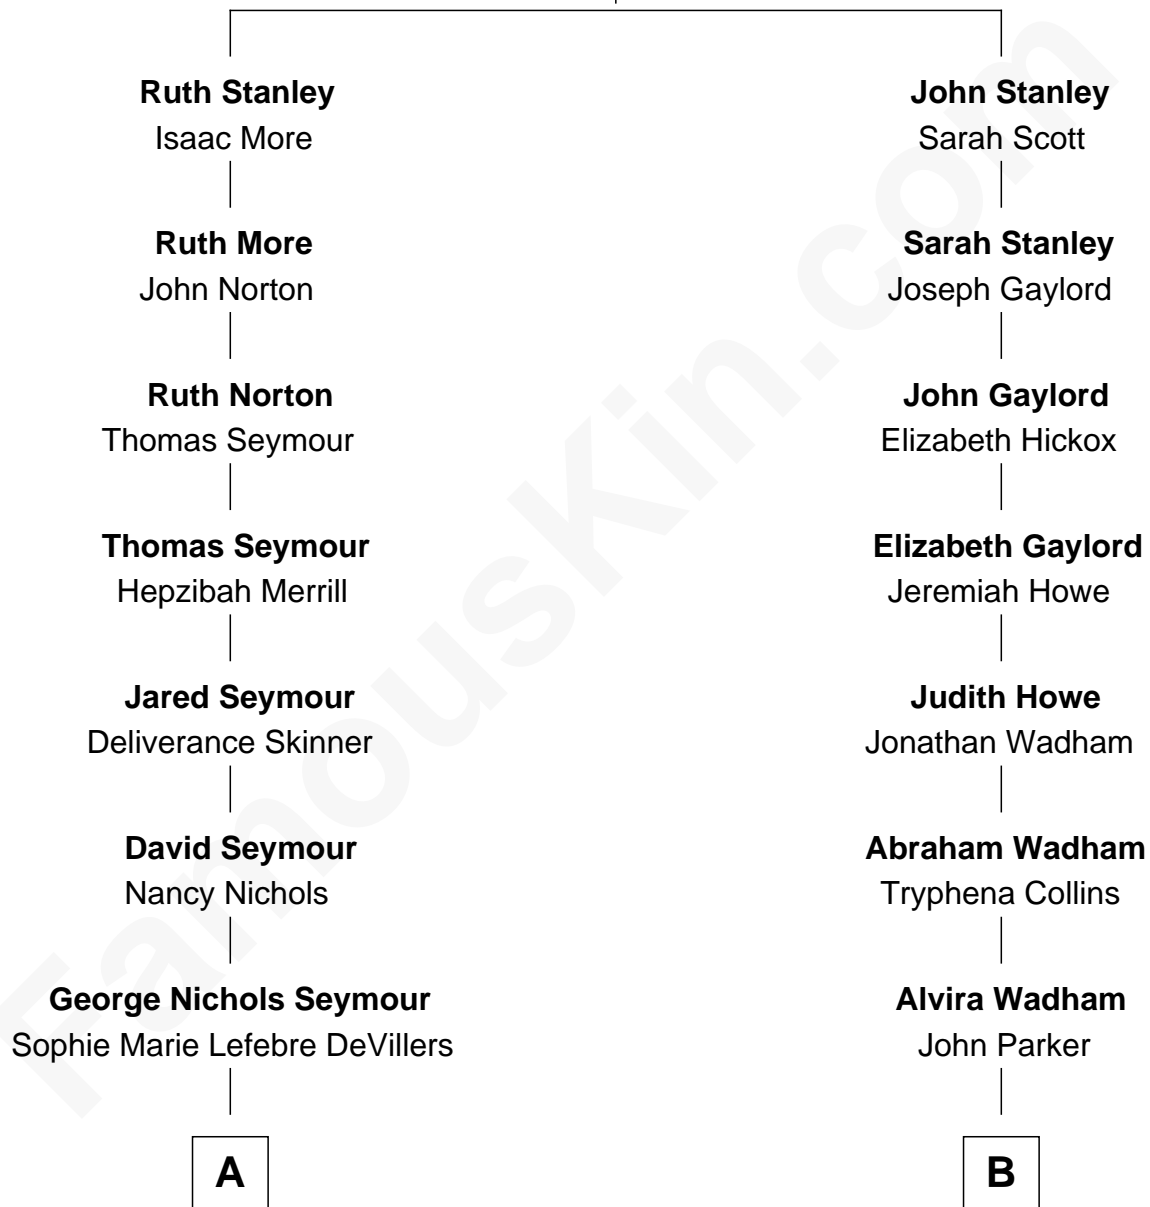 Ruth Stanley
Isaac More
Ruth More
John Norton
Ruth Norton
Thomas Seymour
Thomas Seymour
Hepzibah Merrill
Jared Seymour
Deliverance Skinner
David Seymour
Nancy Nichols
George Nichols Seymour
Sophie Marie Lefebre DeVillers
A
John Stanley
Sarah Scott
Sarah Stanley
Joseph Gaylord
John Gaylord
Elizabeth Hickox
Elizabeth Gaylord
Jeremiah Howe
Judith Howe
Jonathan Wadham
Abraham Wadham
Tryphena Collins
Alvira Wadham
John Parker
B
FamousKin.com